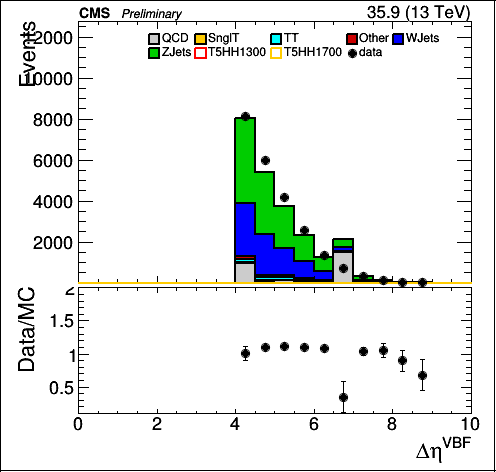 CMS Preliminary 35.9 (13 TeV)
QCD SnglT TT Other WJets
ZJets T5HH1300 T5HH1700 data
Events
12000
10000
8000
6000
4000
2000
Data/MC
2
1.5
1
0.5
0 2 4 6 8 10
Δη^VBF